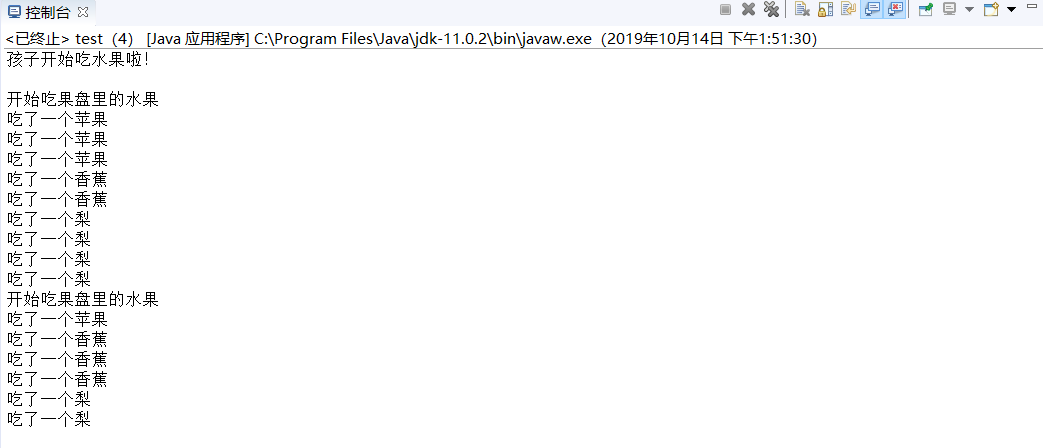 控制台
<已终止> test（4） [Java 应用程序] C:\Program Files\Java\jdk-11.0.2\bin\javaw.exe（2019年10月14日 下午1:51:30）
孩子开始吃水果啦！
开始吃果盘里的水果
吃了一个苹果
吃了一个苹果
吃了一个苹果
吃了一个香蕉
吃了一个香蕉
吃了一个梨
吃了一个梨
吃了一个梨
吃了一个梨
开始吃果盘里的水果
吃了一个苹果
吃了一个香蕉
吃了一个香蕉
吃了一个香蕉
吃了一个梨
吃了一个梨